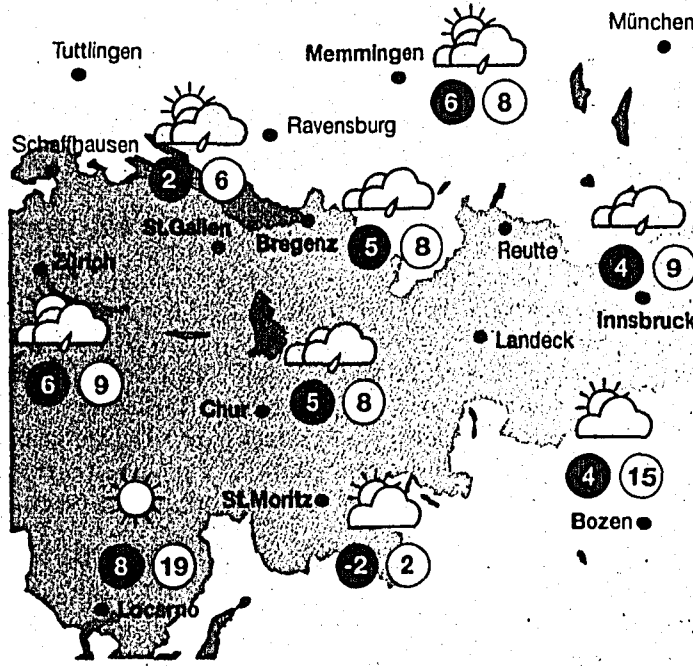 München
Tuttlingen
Memmingen
6 8
Ravensburg
Schaffhausen
2 6
St.Gallen
Bregenz
5 8
Reutte
Zürich
4 9
Innsbruck
Landeck
6 9
Chur
5 8
4 15
St.Moritz
Bozen
8 19
-2 2
Locarno